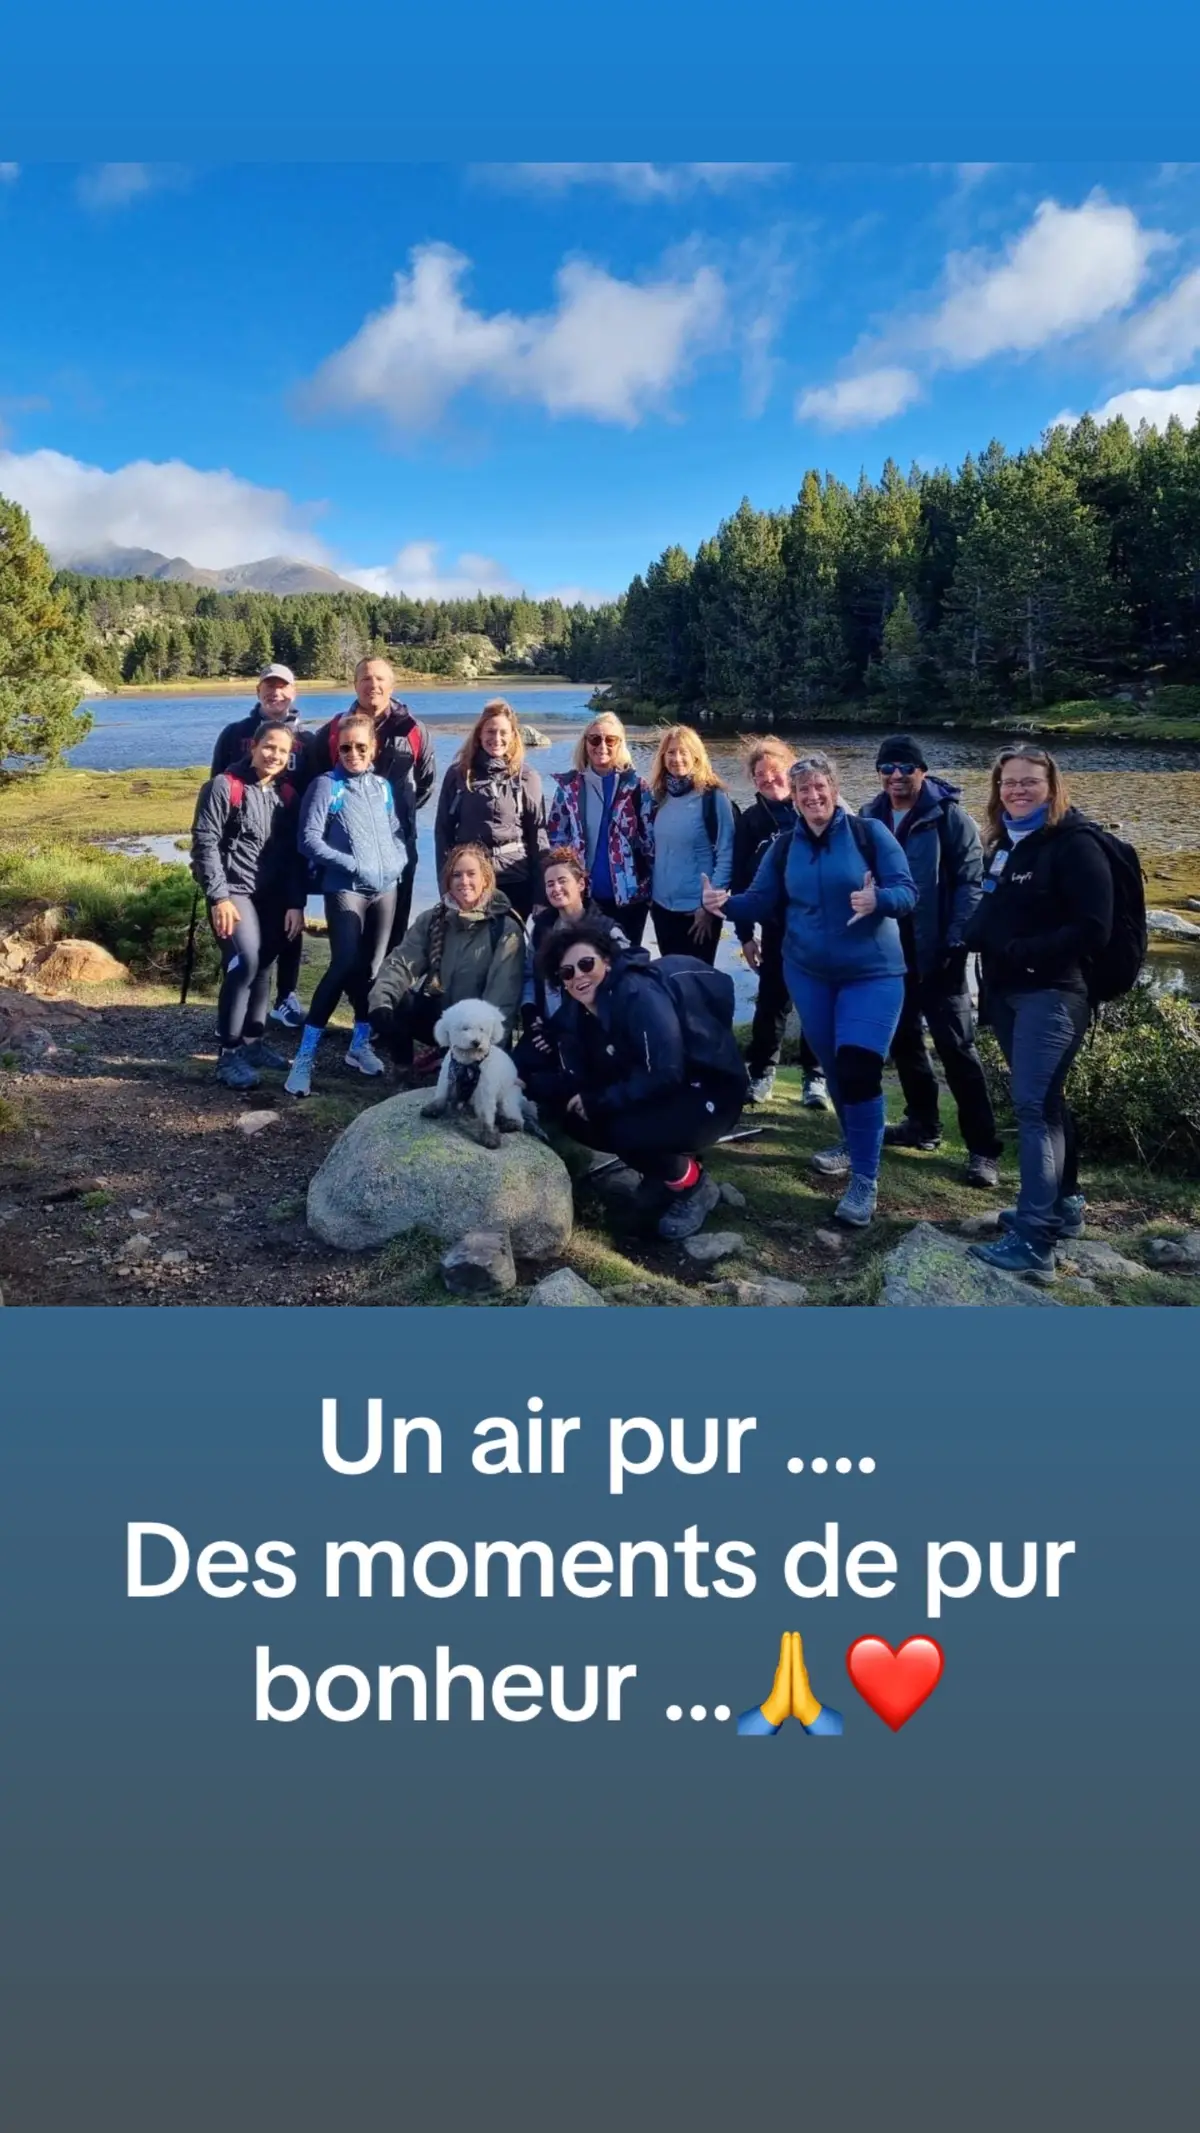 Un air pur ....
Des moments de pur
bonheur ...🙏❤️